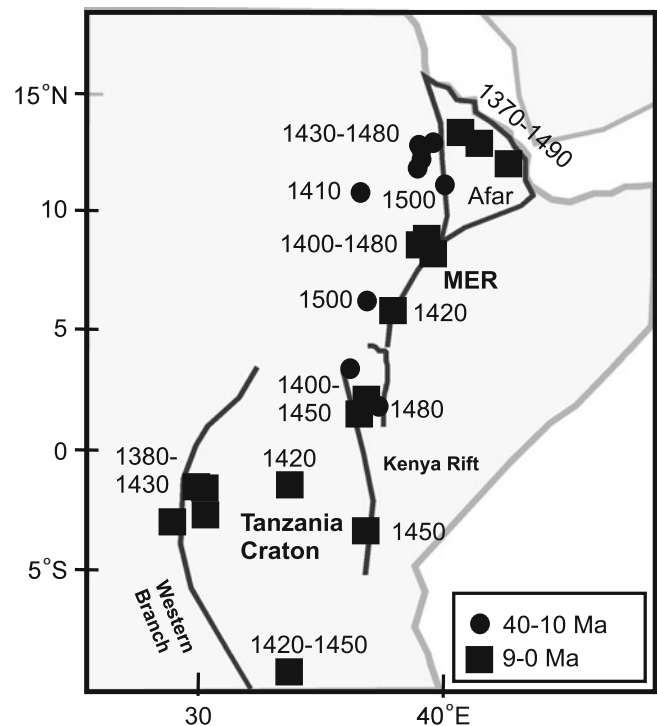 15°N
10
5
0
5°S
30
40°E
1370-1490
1430-1480
1410
1500
Afar
1400-1480
MER
1500
1420
1400-
1450
1480
Kenya Rift
1380-
1430
1420
Tanzania
Craton
1450
Western
Branch
1420-1450
40-10 Ma
9-0 Ma